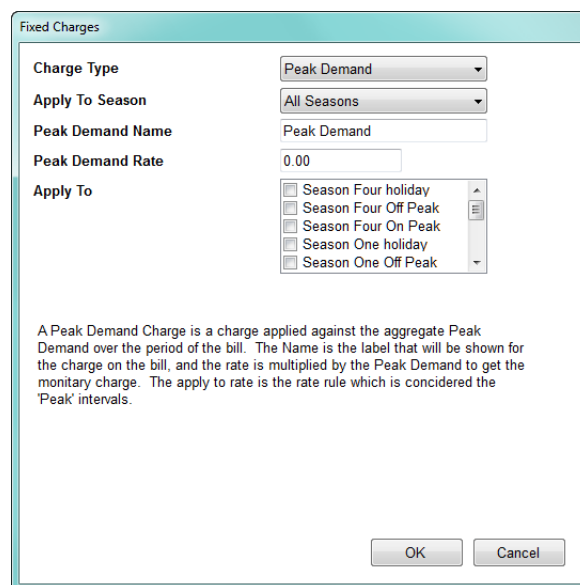 Fixed Charges
Charge Type
Peak Demand
Apply To Season
All Seasons
Peak Demand Name
Peak Demand
Peak Demand Rate
0.00
Apply To
Season Four holiday
Season Four Off Peak
Season Four On Peak
Season One holiday
Season One Off Peak
A Peak Demand Charge is a charge applied against the aggregate Peak
Demand over the period of the bill. The Name is the label that will be shown for
the charge on the bill, and the rate is multiplied by the Peak Demand to get the
monitary charge. The apply to rate is the rate rule which is concidered the
'Peak' intervals.
OK
Cancel